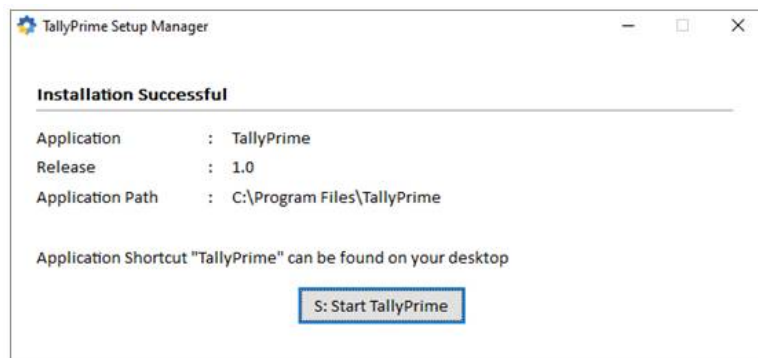 TallyPrime Setup Manager
Installation Successful
Application : TallyPrime
Release : 1.0
Application Path : C:\Program Files\TallyPrime
Application Shortcut "TallyPrime" can be found on your desktop
S: Start TallyPrime